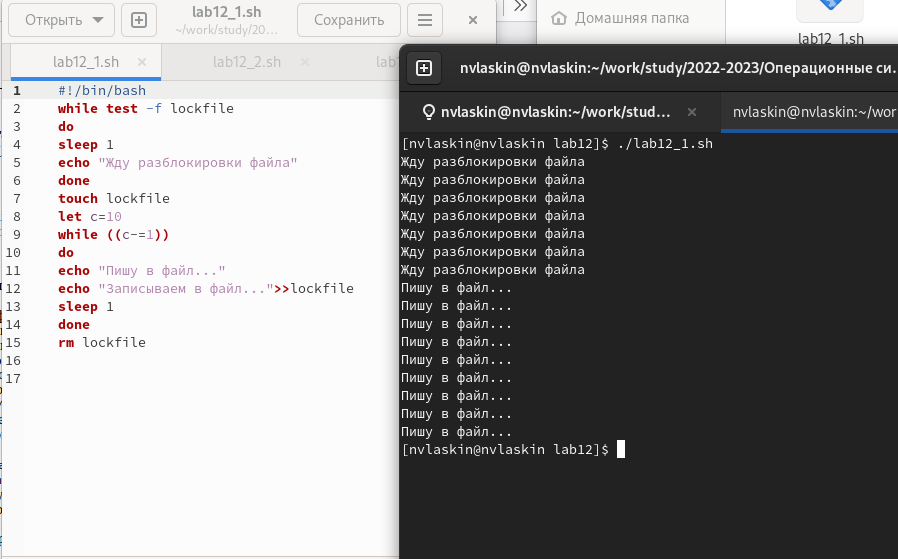 Открыть
lab12_1.sh
~/work/study/20...
Сохранить
Домашняя папка
lab12_1.sh
lab12_1.sh
lab12_2.sh
lab
nvlaskin@nvlaskin:~/work/study/2022-2023/Операционные си...
nvlaskin@nvlaskin:~/work/stud...
nvlaskin@nvlaskin:~/wor
1 #!/bin/bash
2 while test -f lockfile
3 do
4 sleep 1
5 echo "Жду разблокировки файла"
6 done
7 touch lockfile
8 let c=10
9 while ((c-=1))
10 do
11 echo "Пишу в файл..."
12 echo "Записываем в файл...">>lockfile
13 sleep 1
14 done
15 rm lockfile
16
17
[nvlaskin@nvlaskin lab12]$ ./lab12_1.sh
Жду разблокировки файла
Жду разблокировки файла
Жду разблокировки файла
Жду разблокировки файла
Жду разблокировки файла
Жду разблокировки файла
Жду разблокировки файла
Пишу в файл...
Пишу в файл...
Пишу в файл...
Пишу в файл...
Пишу в файл...
Пишу в файл...
Пишу в файл...
Пишу в файл...
Пишу в файл...
[nvlaskin@nvlaskin lab12]$